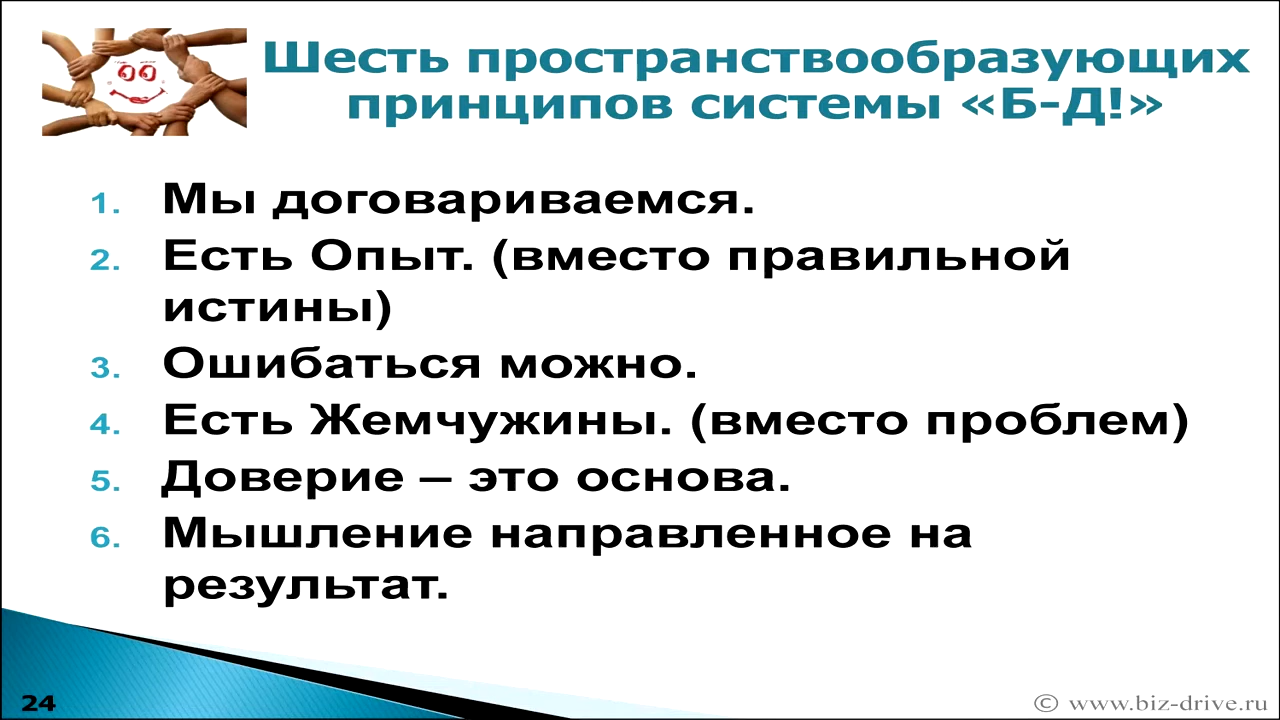 Шесть пространствообразующих
принципов системы «Б-Д!»
1. Мы договариваемся.
2. Есть Опыт. (вместо правильной
истины)
3. Ошибаться можно.
4. Есть Жемчужины. (вместо проблем)
5. Доверие – это основа.
6. Мышление направленное на
результат.
24
© www.biz-drive.ru